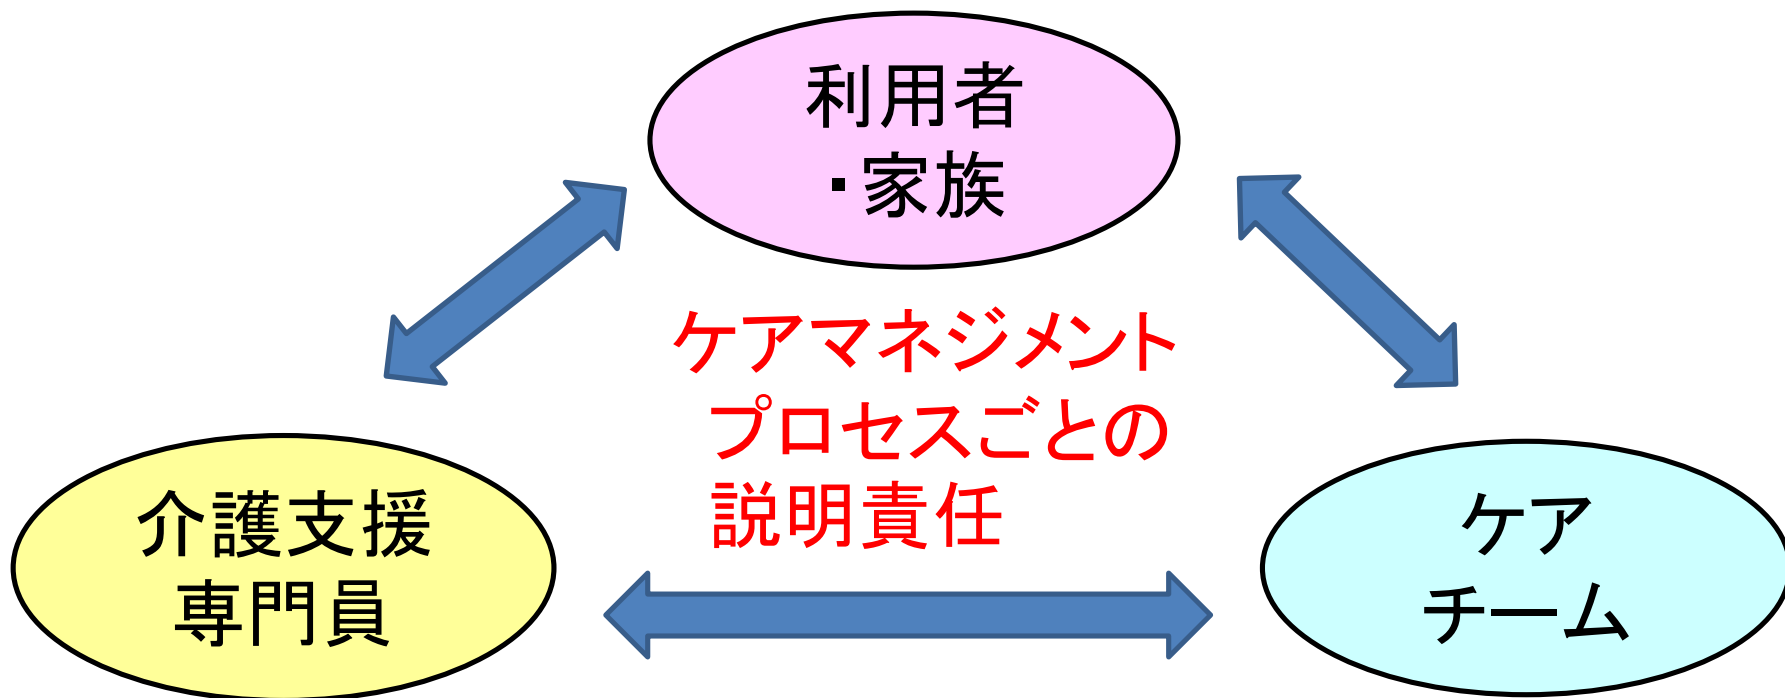 利用者
・家族
ケアマネジメント
プロセスごとの
説明責任
介護支援
専門員
ケア
チーム